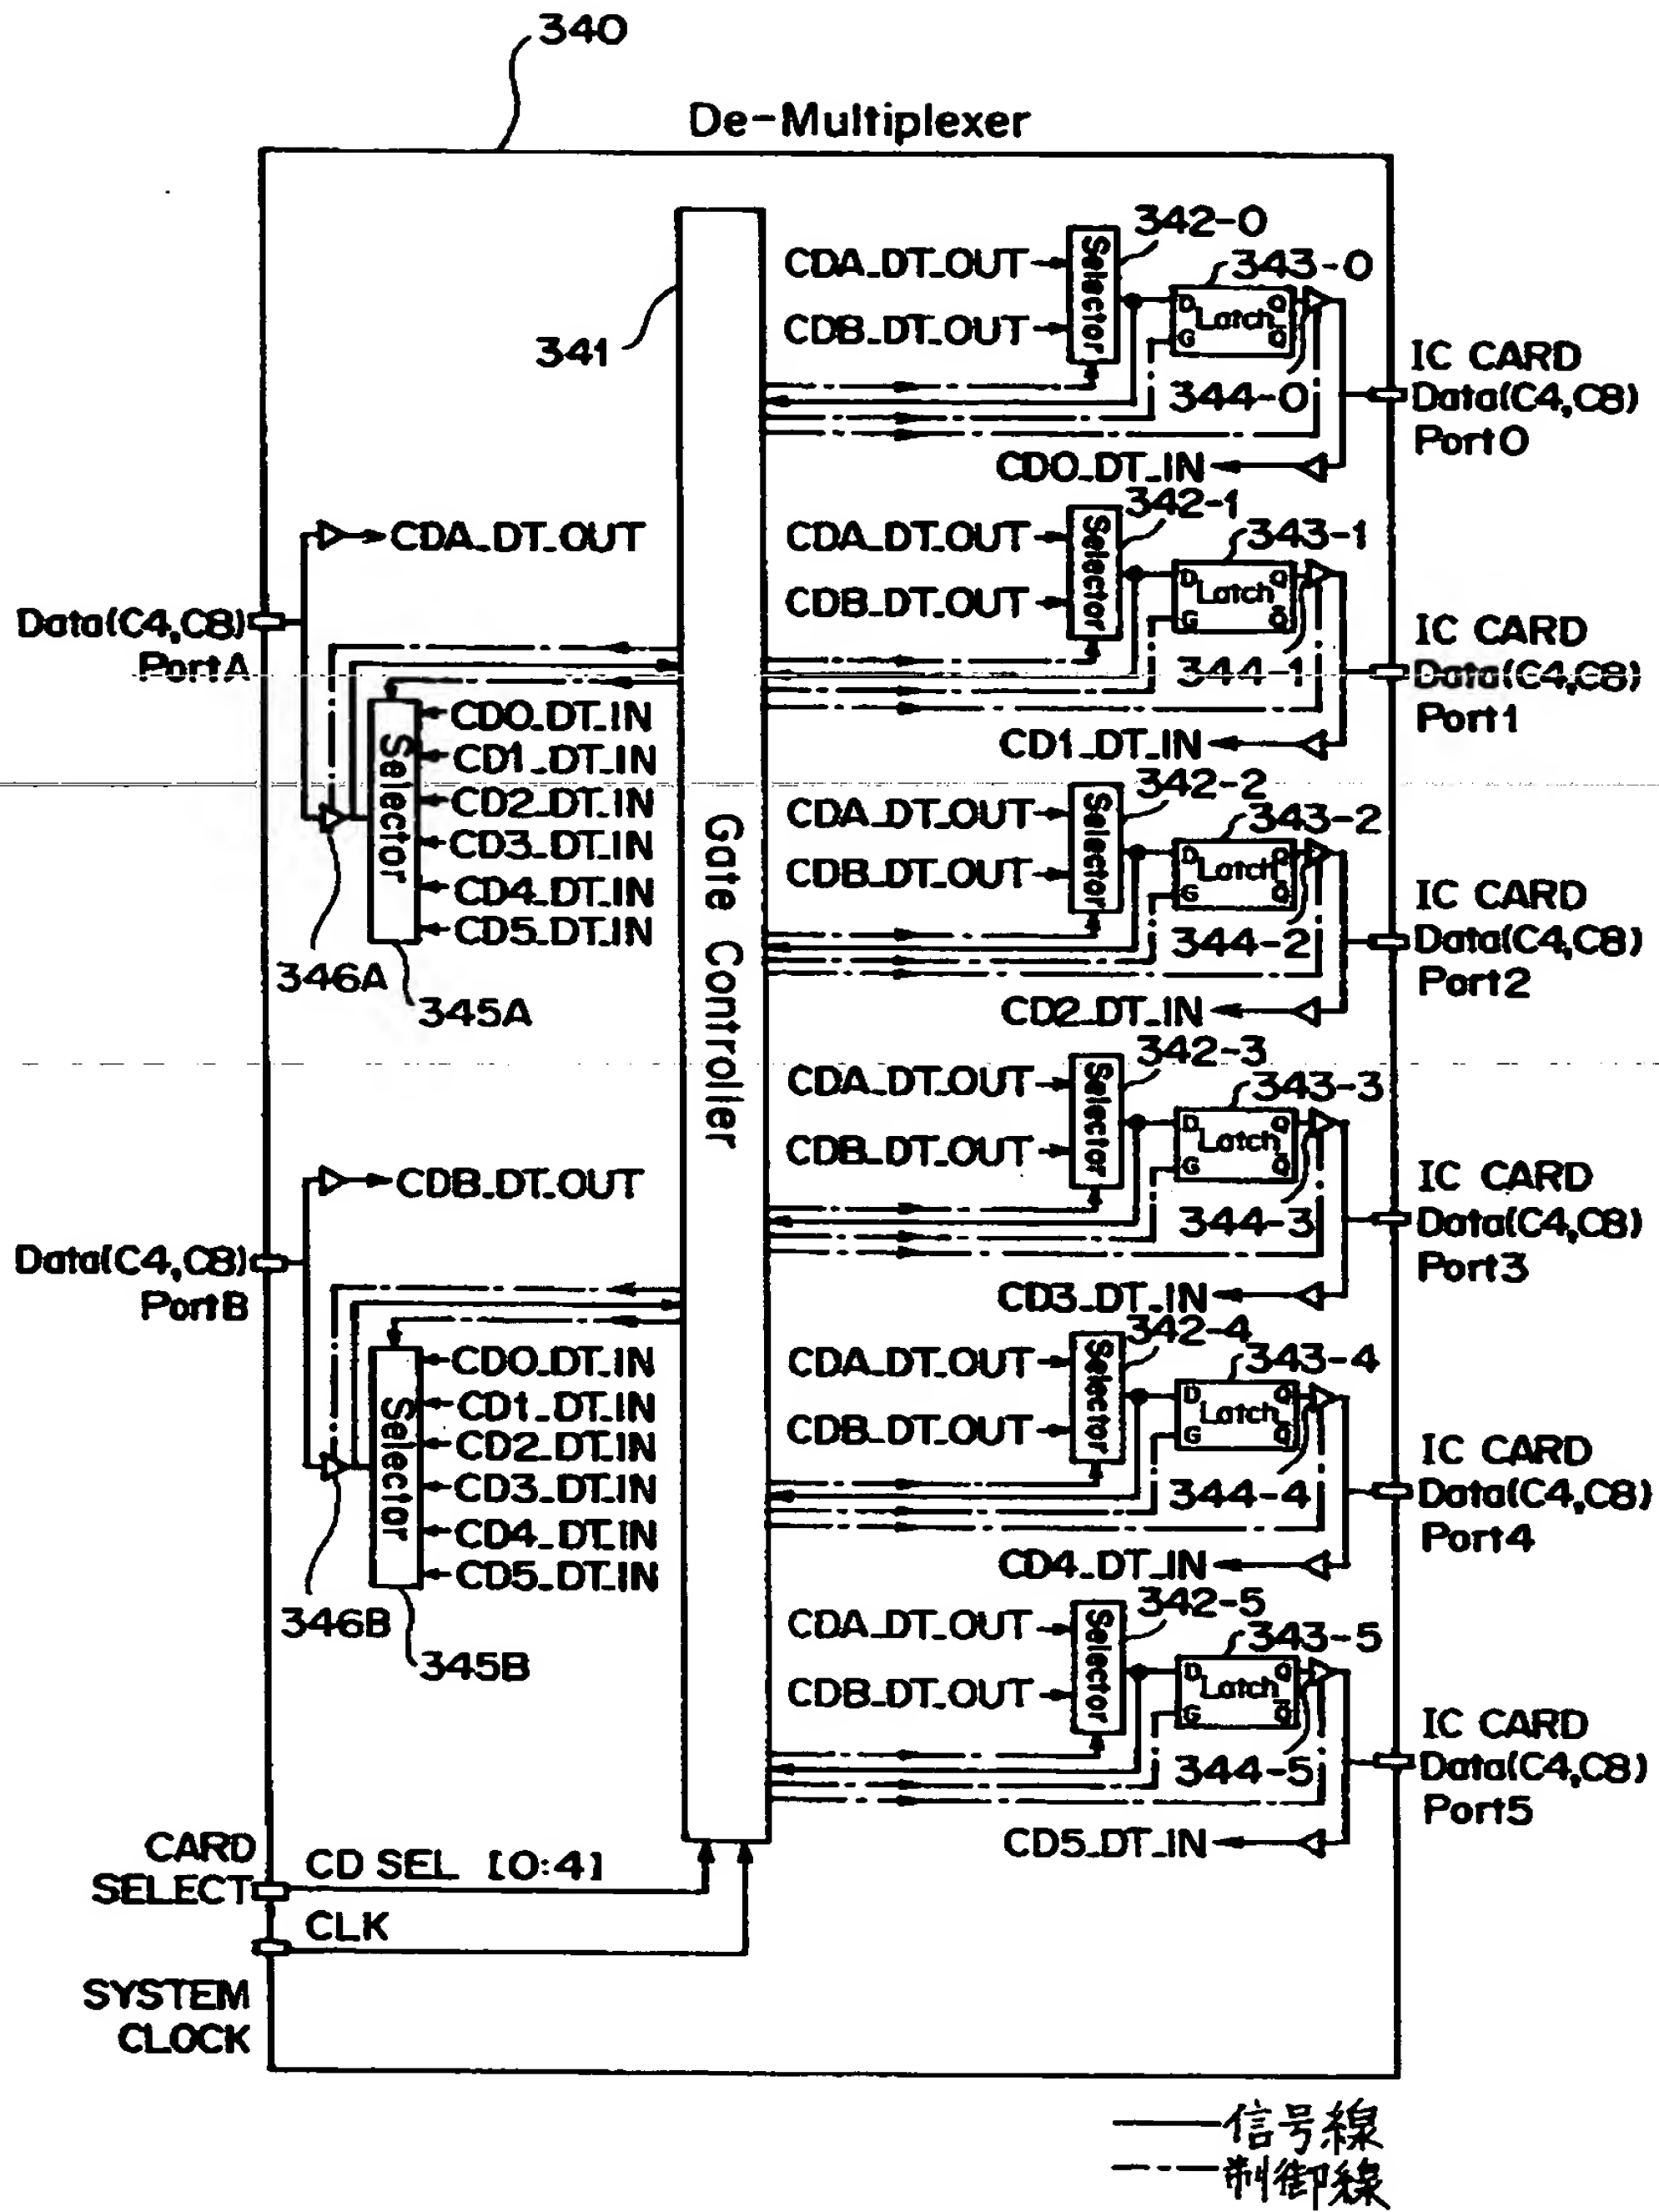 340
De-Multiplexer
341
Gate Controller
CDA_DT_OUT
CDB_DT_OUT
Selector
342-0
343-0
D
Latch
Q
G
Q̅
344-0
CD0_DT_IN
IC CARD
Data(C4,C8)
Port0
CDA_DT_OUT
CDB_DT_OUT
Selector
342-1
343-1
D
Latch
Q
G
Q̅
344-1
CD1_DT_IN
IC CARD
Data(C4,C8)
Port1
CDA_DT_OUT
CDB_DT_OUT
Selector
342-2
343-2
D
Latch
Q
G
Q̅
344-2
CD2_DT_IN
IC CARD
Data(C4,C8)
Port2
CDA_DT_OUT
CDB_DT_OUT
Selector
342-3
343-3
D
Latch
Q
G
Q̅
344-3
CD3_DT_IN
IC CARD
Data(C4,C8)
Port3
CDA_DT_OUT
CDB_DT_OUT
Selector
342-4
343-4
D
Latch
Q
G
Q̅
344-4
CD4_DT_IN
IC CARD
Data(C4,C8)
Port4
CDA_DT_OUT
CDB_DT_OUT
Selector
342-5
343-5
D
Latch
Q
G
Q̅
344-5
CD5_DT_IN
IC CARD
Data(C4,C8)
Port5
CDA_DT_OUT
Data(C4,C8)
PortA
Selector
CD0_DT_IN
CD1_DT_IN
CD2_DT_IN
CD3_DT_IN
CD4_DT_IN
CD5_DT_IN
346A
345A
CDB_DT_OUT
Data(C4,C8)
PortB
Selector
CD0_DT_IN
CD1_DT_IN
CD2_DT_IN
CD3_DT_IN
CD4_DT_IN
CD5_DT_IN
346B
345B
CARD
SELECT
CD SEL [0:4]
CLK
SYSTEM
CLOCK
信号線
制御線